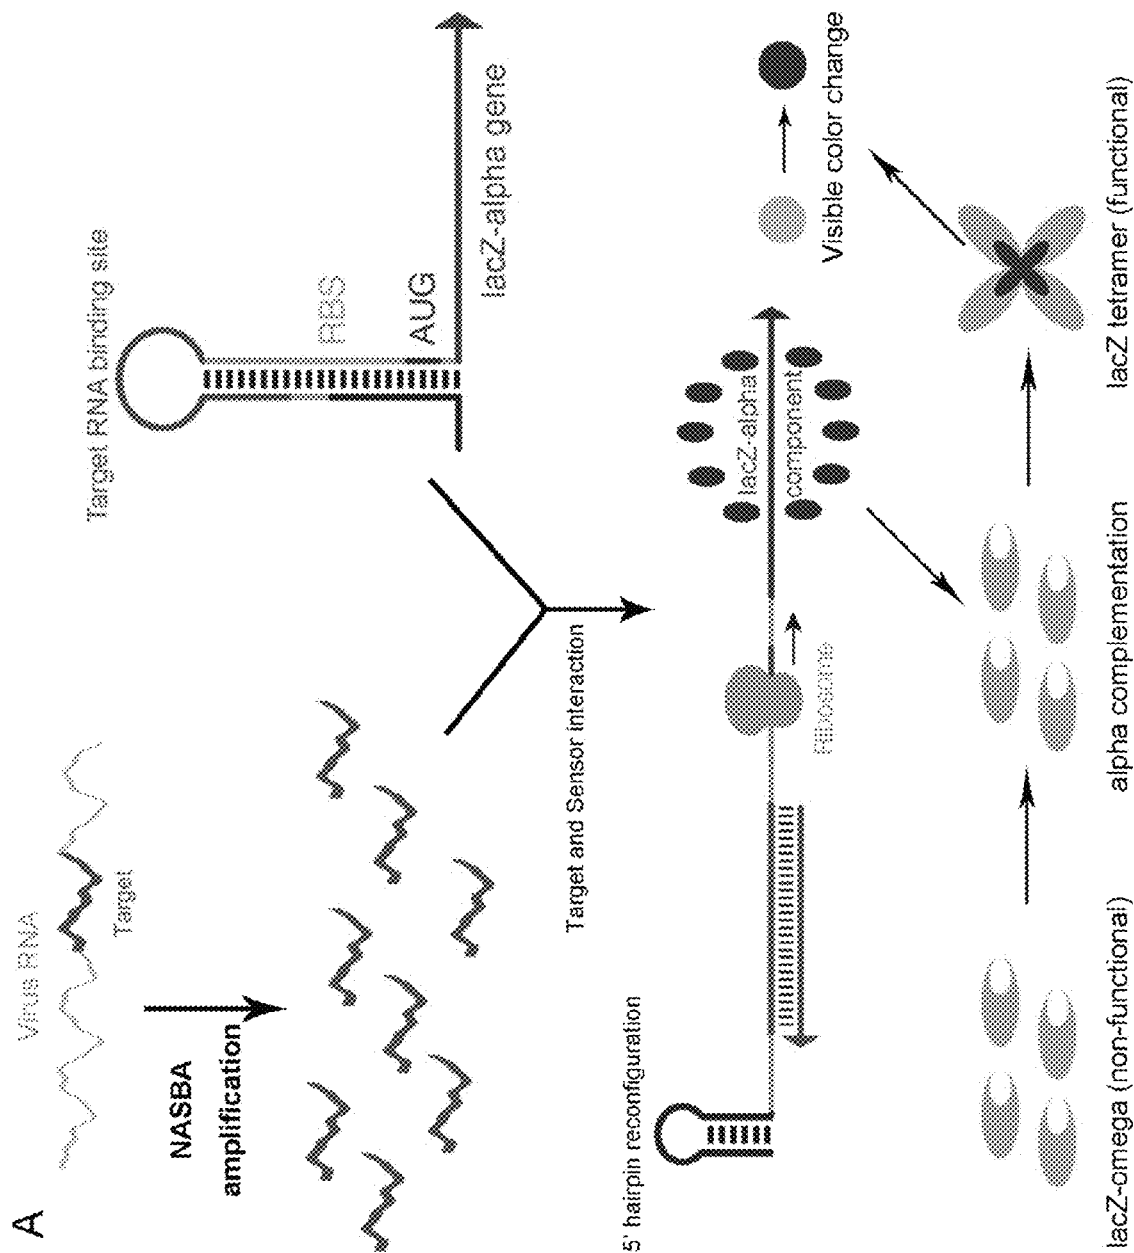 A
Virus RNA
Target
NASBA
amplification
Target RNA binding site
RBS
AUG
lacZ-alpha gene
Target and Sensor interaction
5' hairpin reconfiguration
Ribosome
lacZ-alpha
component
Visible color change
lacZ-omega (non-functional)
alpha complementation
lacZ tetramer (functional)